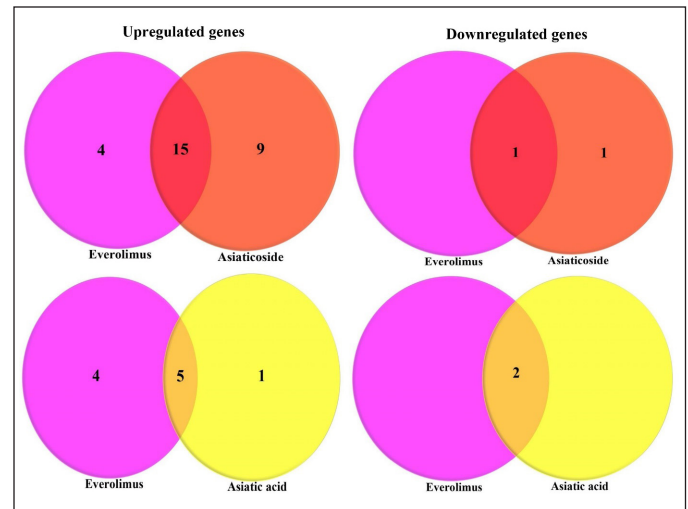 Upregulated genes
Downregulated genes
4
15
9
Everolimus
Asiaticoside
1
1
Everolimus
Asiaticoside
4
5
1
Everolimus
Asiatic acid
2
Everolimus
Asiatic acid